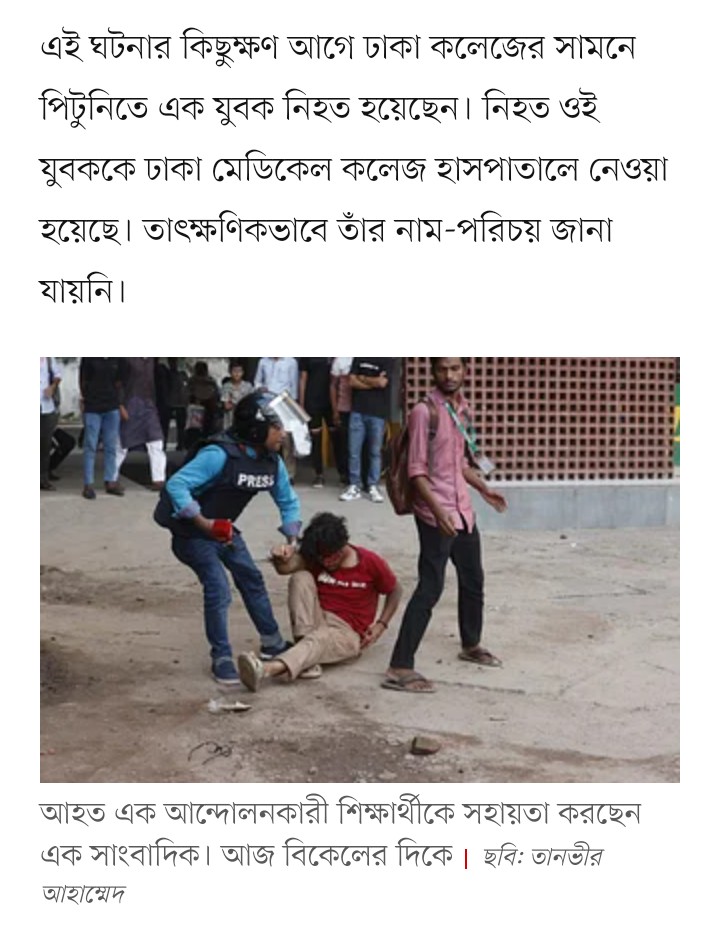 এই ঘটনার কিছুক্ষণ আগে ঢাকা কলেজের সামনে
পিটুনিতে এক যুবক নিহত হয়েছেন। নিহত ওই
যুবককে ঢাকা মেডিকেল কলেজ হাসপাতালে নেওয়া
হয়েছে। তাৎক্ষণিকভাবে তাঁর নাম-পরিচয় জানা
যায়নি।
PRESS
আহত এক আন্দোলনকারী শিক্ষার্থীকে সহায়তা করছেন
এক সাংবাদিক। আজ বিকেলের দিকে | ছবি: তানভীর
আহাম্মেদ